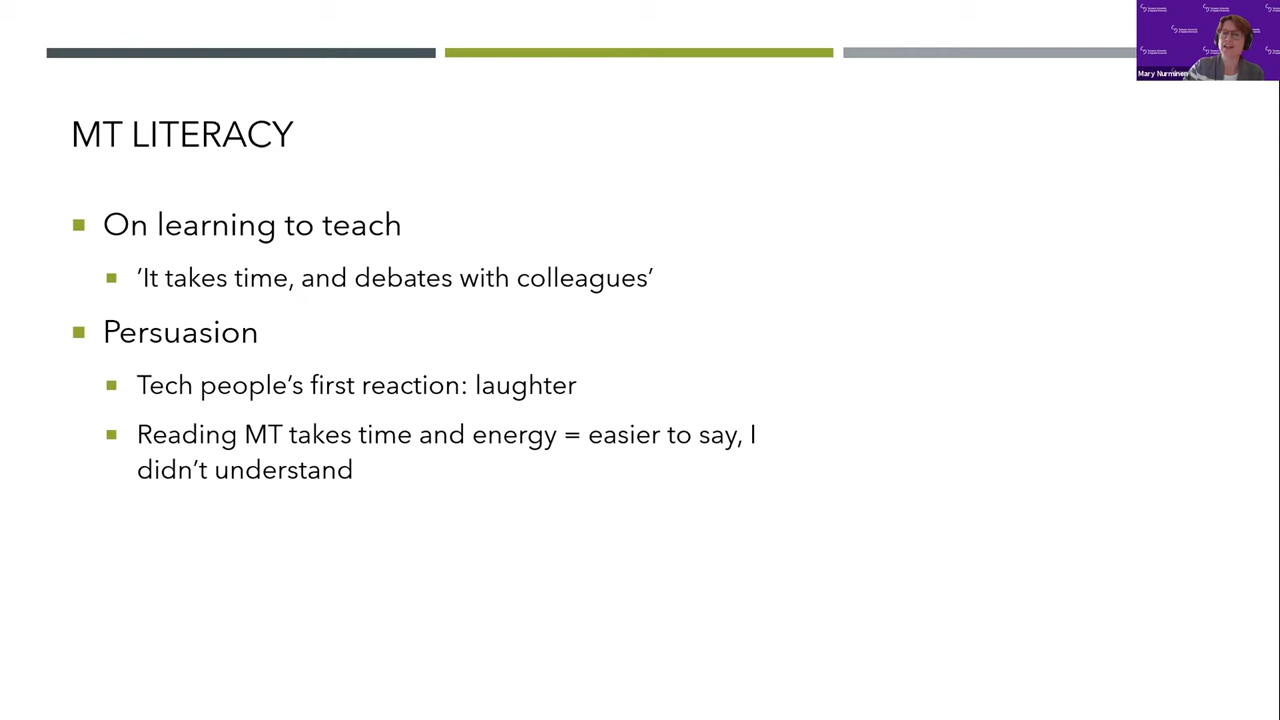 Mary Nurminen
MT LITERACY
On learning to teach
’It takes time, and debates with colleagues’
Persuasion
Tech people’s first reaction: laughter
Reading MT takes time and energy = easier to say, I
didn’t understand